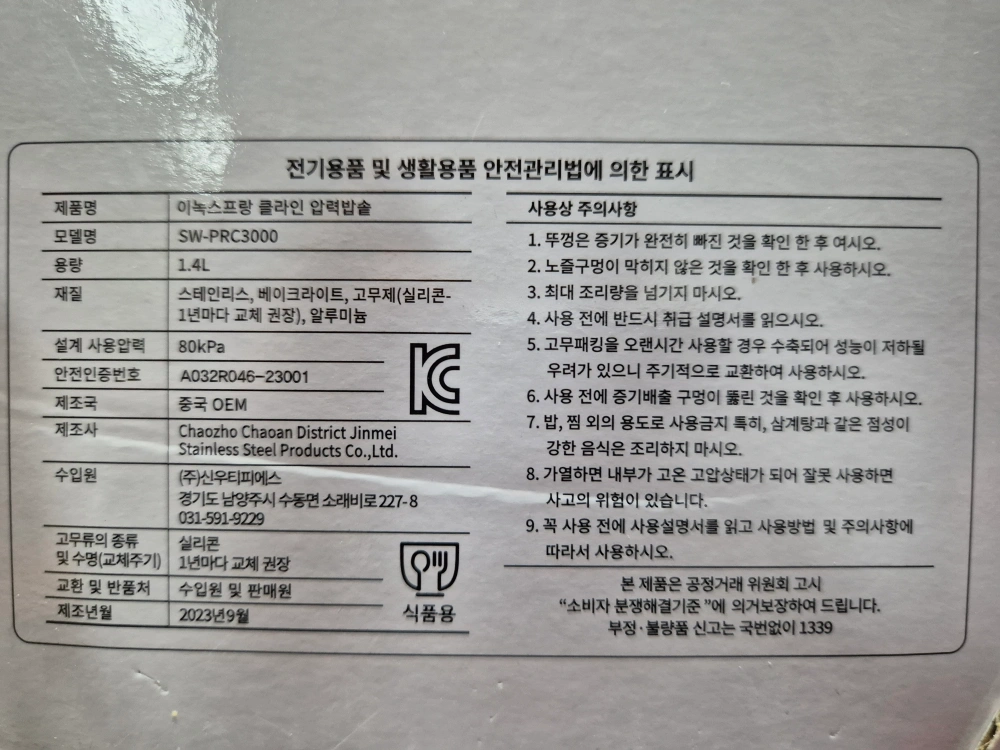 전기용품 및 생활용품 안전관리법에 의한 표시
제품명 이녹스프랑 클라인 압력밥솥
모델명 SW-PRC3000
용량 1.4L
재질 스테인리스, 베이크라이트, 고무제(실리콘-
1년마다 교체 권장), 알루미늄
설계 사용압력 80kPa
안전인증번호 A032R046-23001
제조국 중국 OEM
제조사 Chaozho Chaoan District Jinmei
Stainless Steel Products Co.,Ltd.
수입원 (주)신우티피에스
경기도 남양주시 수동면 소래비로 227-8
031-591-9229
고무류의 종류 실리콘
및 수명(교체주기) 1년마다 교체 권장
교환 및 반품처 수입원 및 판매원
제조년월 2023년9월
KC
식품용
사용상 주의사항
1. 뚜껑은 증기가 완전히 빠진 것을 확인 한 후 여시오.
2. 노즐구멍이 막히지 않은 것을 확인 한 후 사용하시오.
3. 최대 조리량을 넘기지 마시오.
4. 사용 전에 반드시 취급 설명서를 읽으시오.
5. 고무패킹을 오랜시간 사용할 경우 수축되어 성능이 저하될
우려가 있으니 주기적으로 교환하여 사용하시오.
6. 사용 전에 증기배출 구멍이 뚫린 것을 확인 후 사용하시오.
7. 밥, 찜 외의 용도로 사용금지 특히, 삼계탕과 같은 점성이
강한 음식은 조리하지 마시오.
8. 가열하면 내부가 고온 고압상태가 되어 잘못 사용하면
사고의 위험이 있습니다.
9. 꼭 사용 전에 사용설명서를 읽고 사용방법 및 주의사항에
따라서 사용하시오.
본 제품은 공정거래 위원회 고시
“소비자 분쟁해결기준 ”에 의거보장하여 드립니다.
부정·불량품 신고는 국번없이 1339